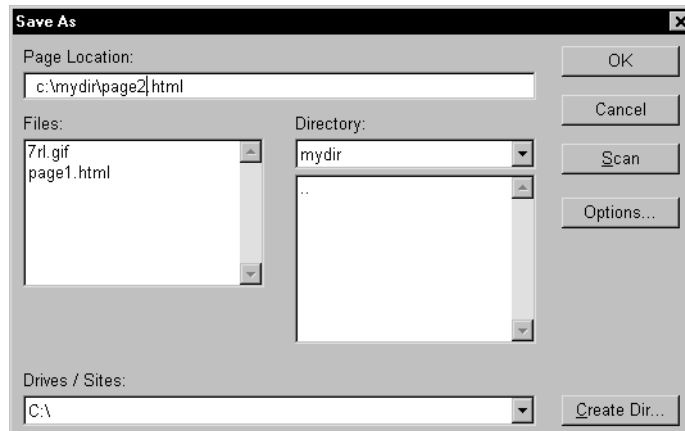 Save As
Page Location:
OK
c:\mydir\page2.html
Cancel
Files:
Directory:
7rl.gif
mydir
Scan
page1.html
..
Options...
Drives / Sites:
C:\
Create Dir...